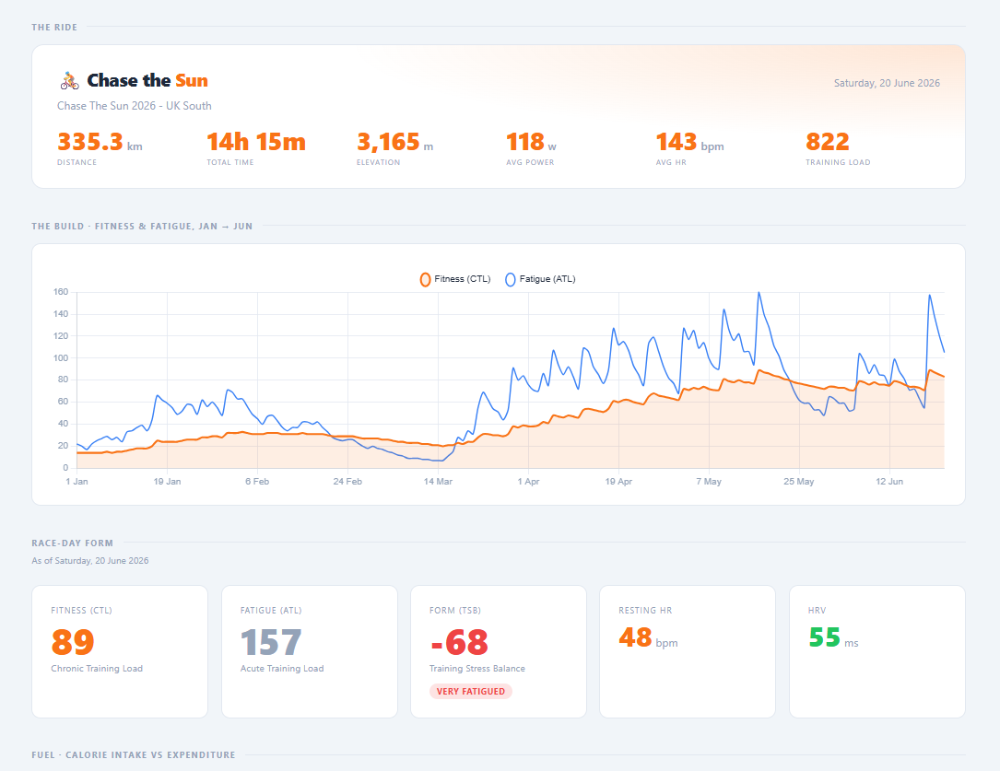 THE RIDE
Chase the Sun
Saturday, 20 June 2026
Chase The Sun 2026 - UK South
335.3 km 14h 15m 3,165 m 118 w 143 bpm 822
DISTANCE TOTAL TIME ELEVATION AVG POWER AVG HR TRAINING LOAD
THE BUILD · FITNESS & FATIGUE, JAN → JUN
Fitness (CTL) Fatigue (ATL)
160
140
120
100
80
60
40
20
0
1 Jan 19 Jan 6 Feb 24 Feb 14 Mar 1 Apr 19 Apr 7 May 25 May 12 Jun
RACE-DAY FORM
As of Saturday, 20 June 2026
FITNESS (CTL) FATIGUE (ATL) FORM (TSB) RESTING HR HRV
89 157 -68 48 bpm 55 ms
Chronic Training Load Acute Training Load Training Stress Balance
VERY FATIGUED
FUEL · CALORIE INTAKE VS EXPENDITURE